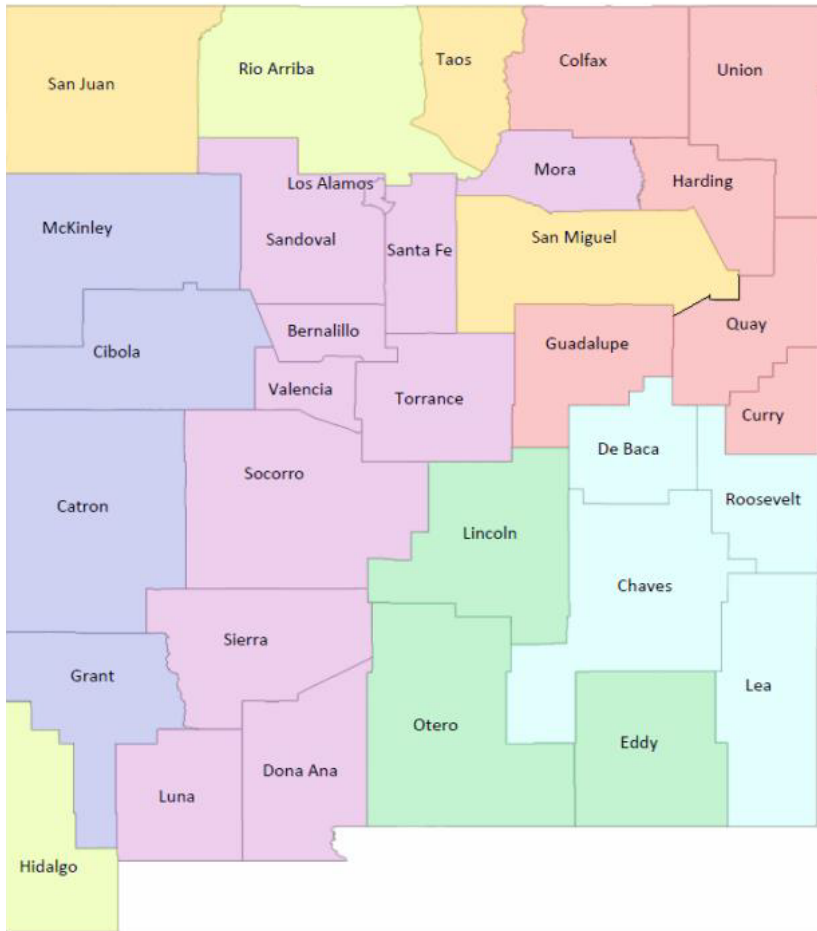 Taos
Colfax
Rio Arriba
Union
San Juan
Mora
Harding
Los Alamos
McKinley
San Miguel
Sandoval
Santa Fe
Quay
Bernalillo
Guadalupe
Cibola
Valencia
Torrance
Curry
De Baca
Socorro
Roosevelt
Catron
Lincoln
Chaves
Sierra
Grant
Lea
Otero
Eddy
Dona Ana
Luna
Hidalgo